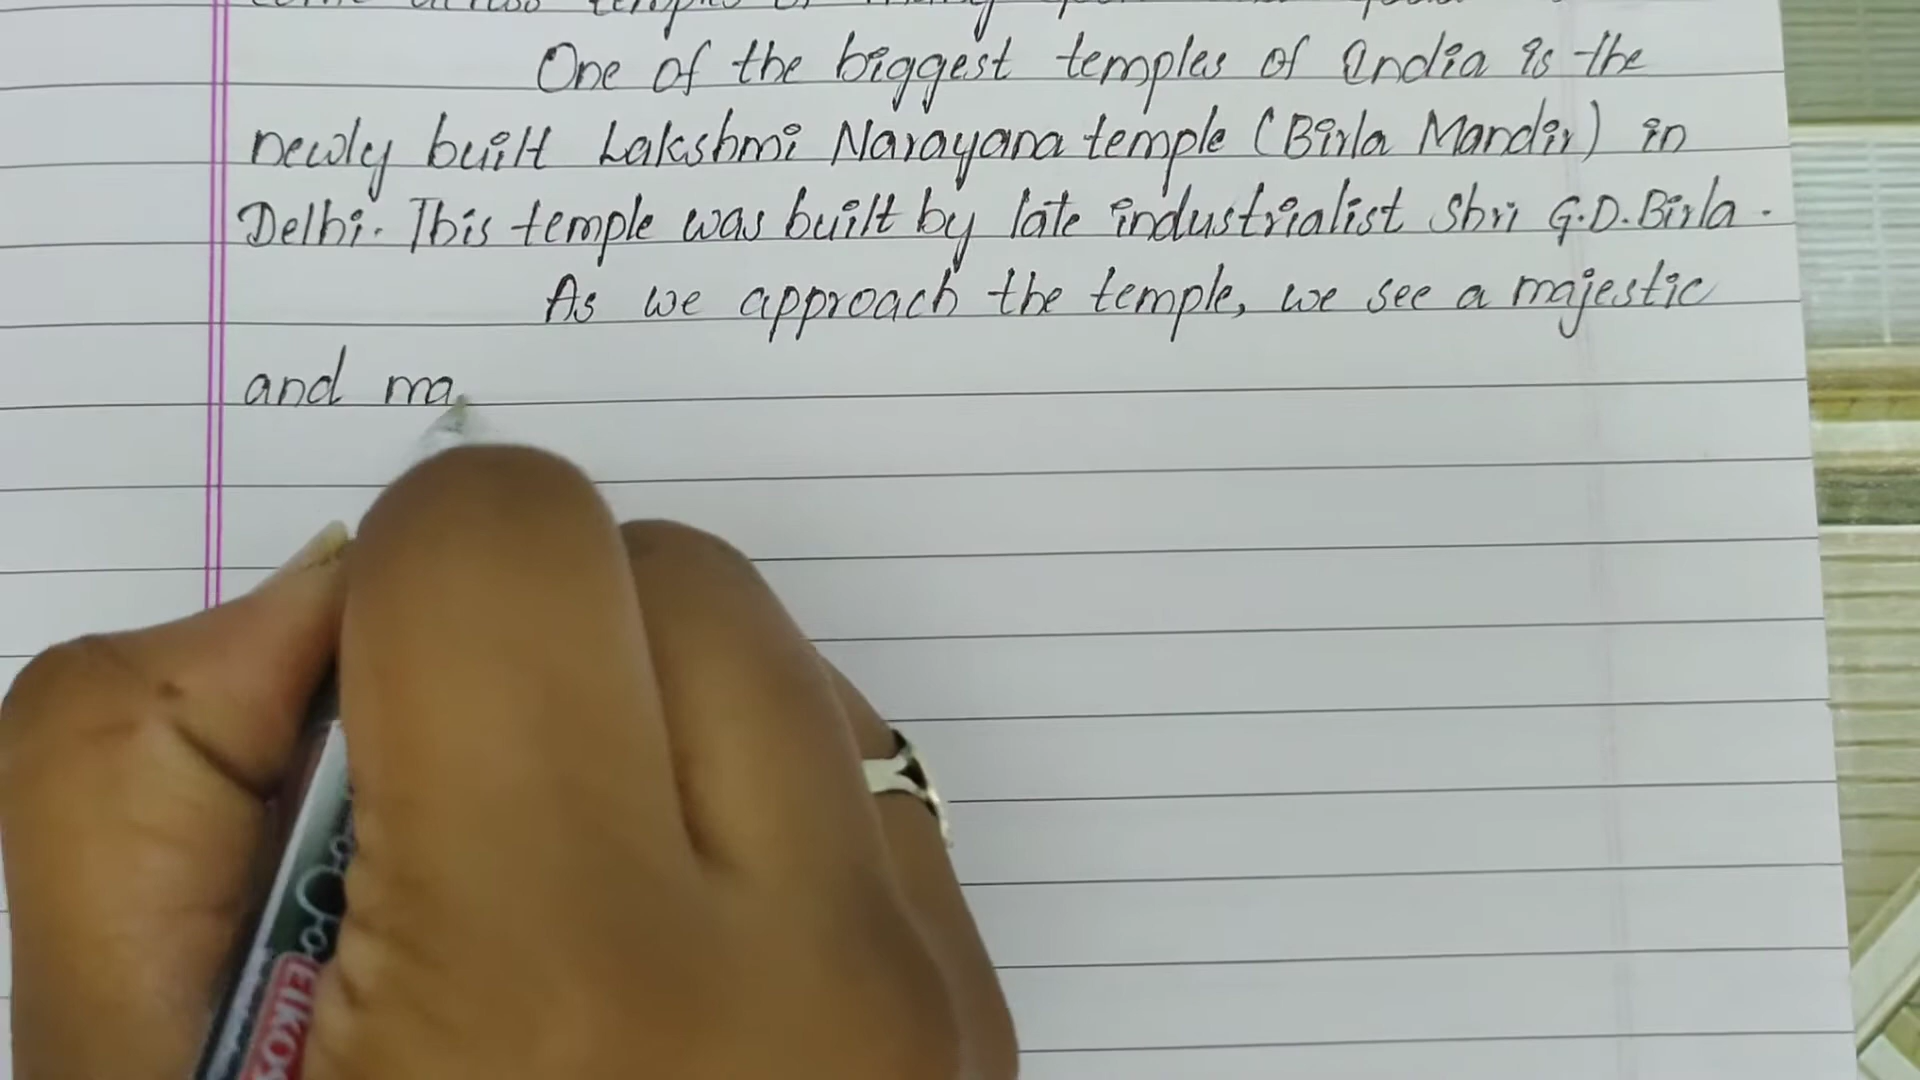 One of the biggest temples of India is the
newly built Lakshmi Narayana temple (Birla Mandir) in
Delhi. This temple was built by late industrialist Shri G.D.Birla.
As we approach the temple, we see a majestic
and ma